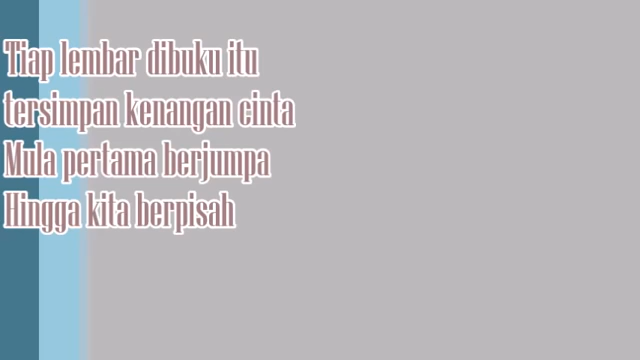 Tiap lembar dibuku itu
tersimpan kenangan cinta
Mula pertama berjumpa
Hingga kita berpisah